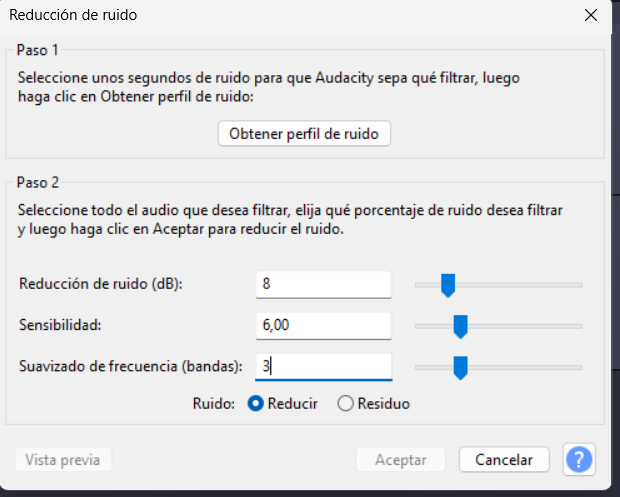 Reducción de ruido
Paso 1
Seleccione unos segundos de ruido para que Audacity sepa qué filtrar, luego
haga clic en Obtener perfil de ruido:
Obtener perfil de ruido
Paso 2
Seleccione todo el audio que desea filtrar, elija qué porcentaje de ruido desea filtrar
y luego haga clic en Aceptar para reducir el ruido.
Reducción de ruido (dB): 8
Sensibilidad: 6,00
Suavizado de frecuencia (bandas): 3
Ruido: Reducir Residuo
Vista previa Aceptar Cancelar ?